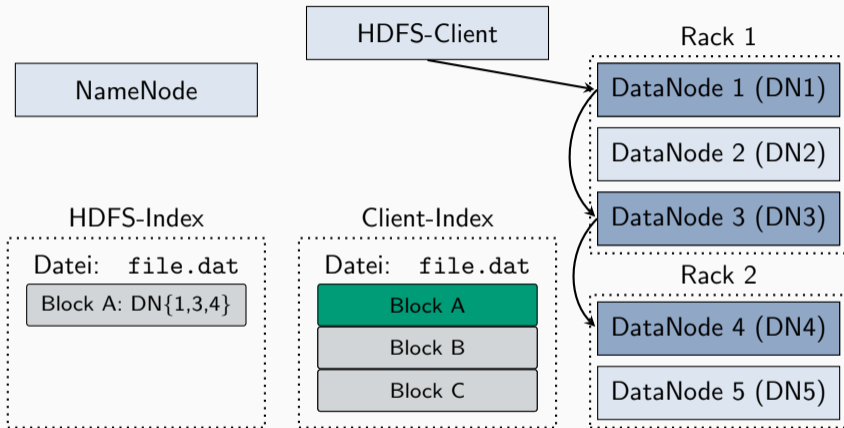 HDFS-Client
NameNode
HDFS-Index
Datei: file.dat
Block A: DN{1,3,4}
Client-Index
Datei: file.dat
Block A
Block B
Block C
Rack 1
DataNode 1 (DN1)
DataNode 2 (DN2)
DataNode 3 (DN3)
Rack 2
DataNode 4 (DN4)
DataNode 5 (DN5)